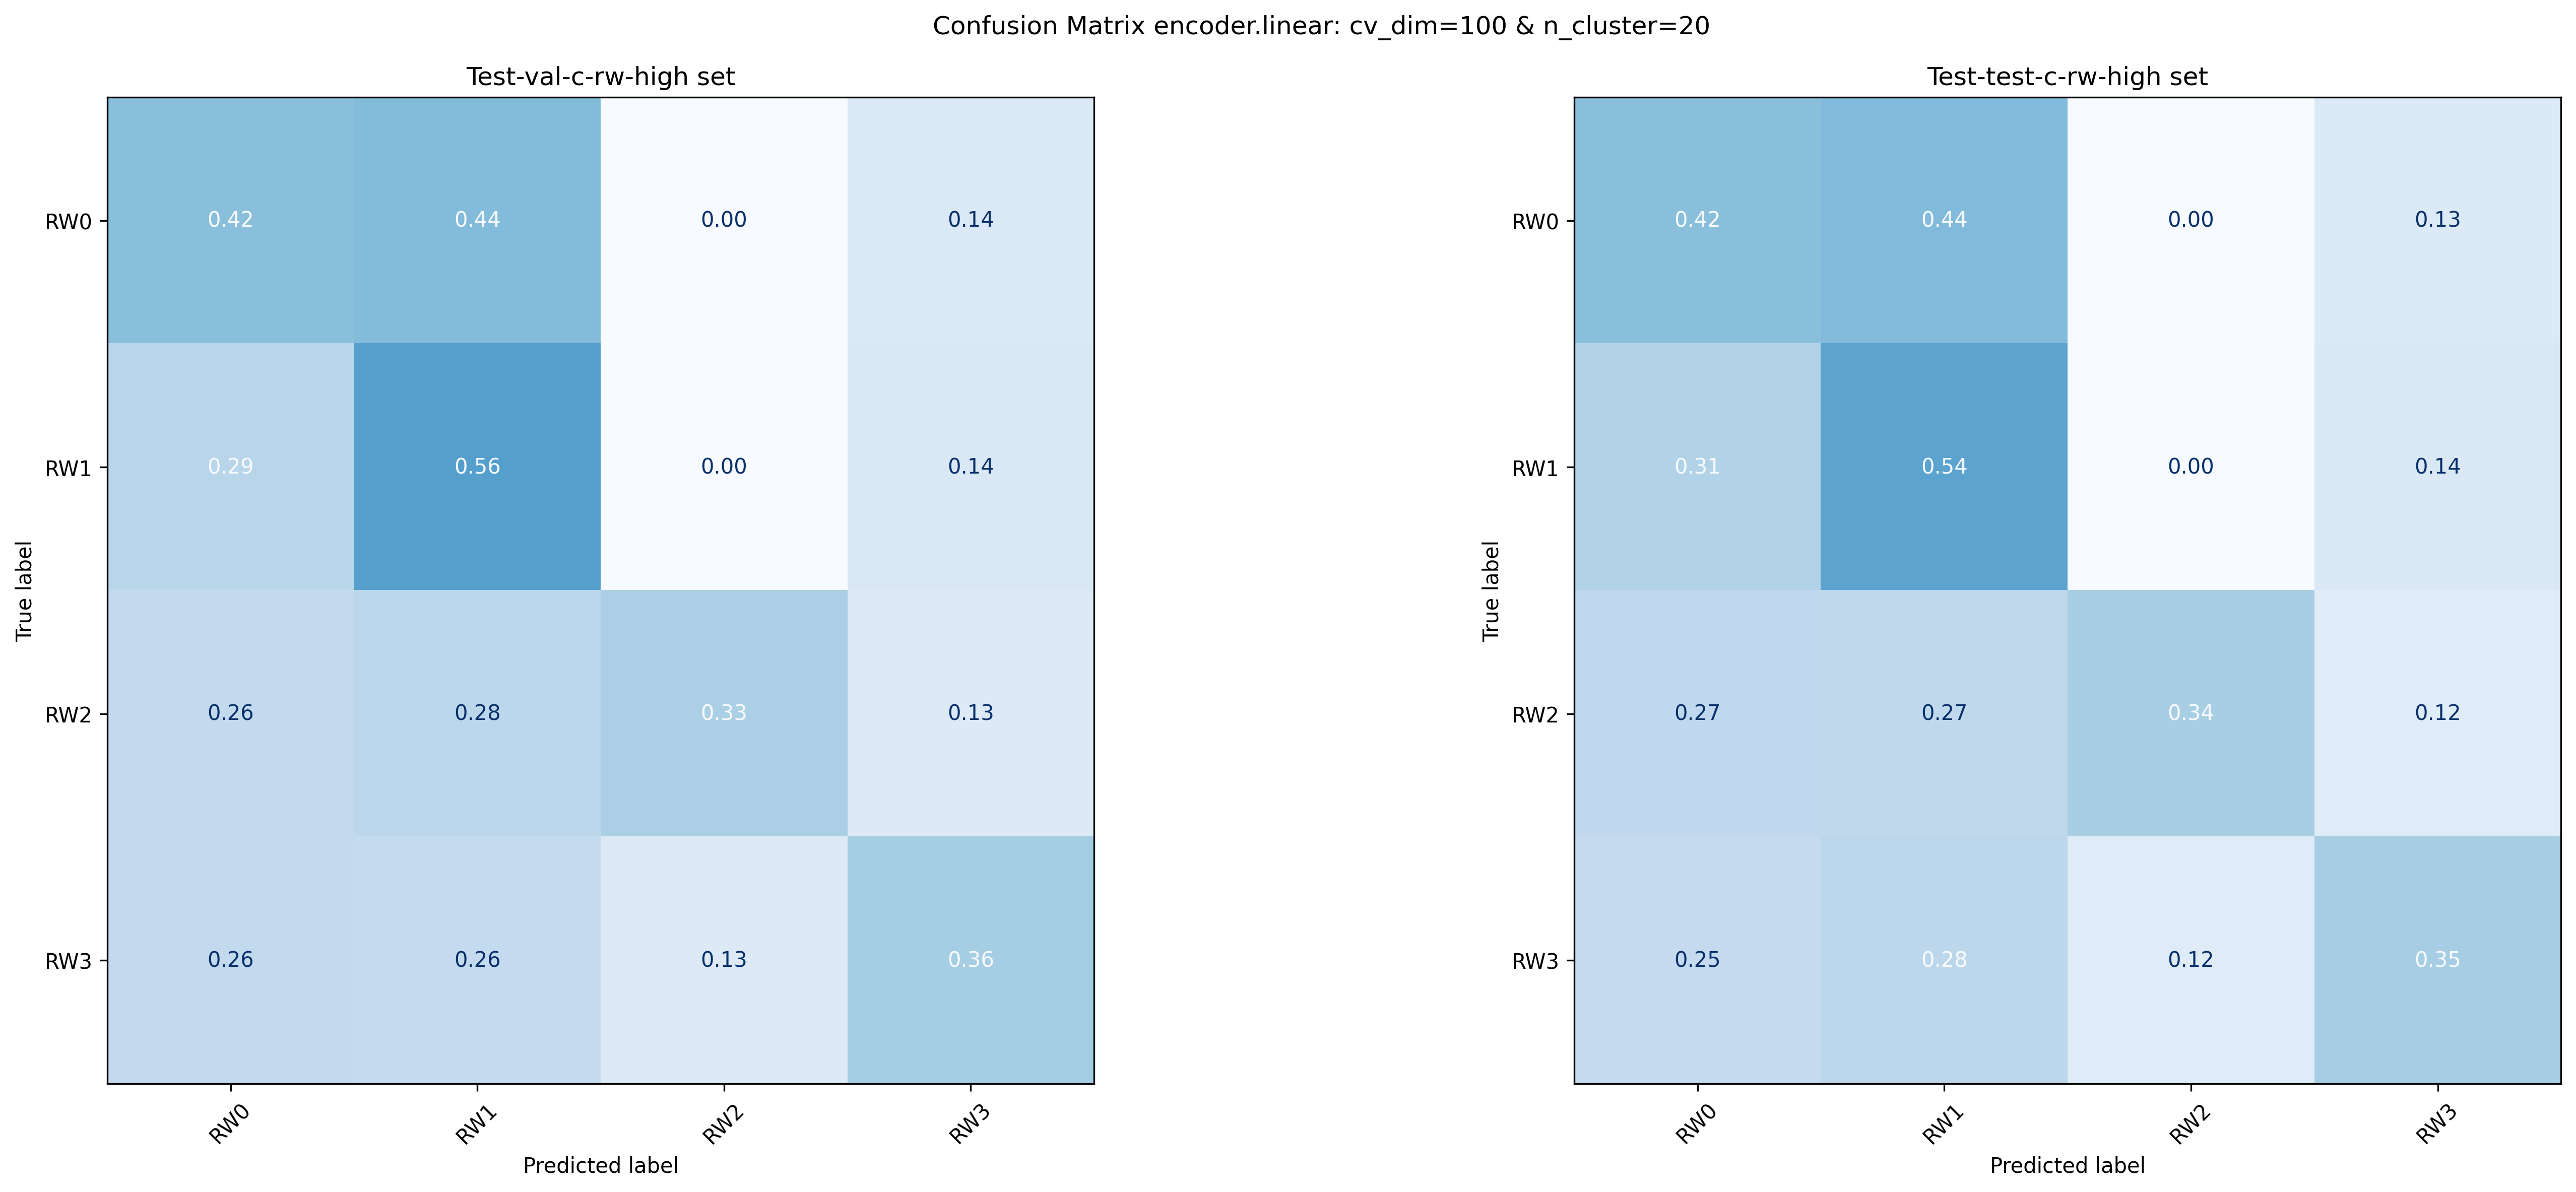 Confusion Matrix encoder.linear: cv_dim=100 & n_cluster=20
Test-val-c-rw-high set
True label
RW0 0.42 0.44 0.00 0.14
RW1 0.29 0.56 0.00 0.14
RW2 0.26 0.28 0.33 0.13
RW3 0.26 0.26 0.13 0.36
RW0 RW1 RW2 RW3
Predicted label
Test-test-c-rw-high set
True label
RW0 0.42 0.44 0.00 0.13
RW1 0.31 0.54 0.00 0.14
RW2 0.27 0.27 0.34 0.12
RW3 0.25 0.28 0.12 0.35
RW0 RW1 RW2 RW3
Predicted label